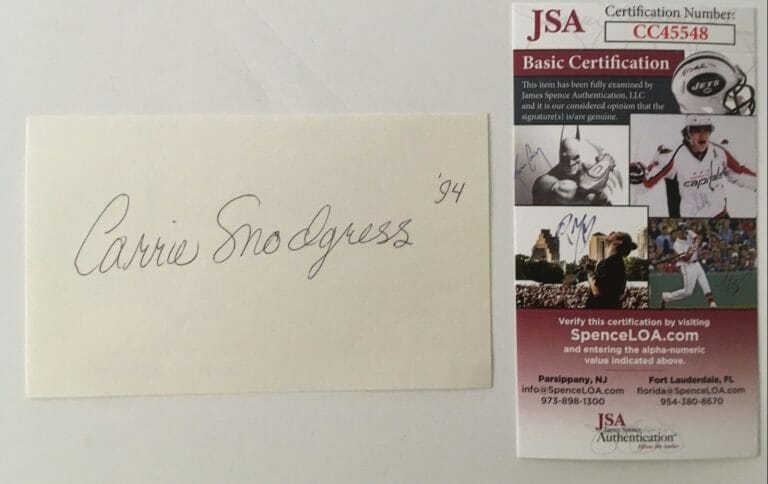 Carrie Snodgress '94
JSA
Certification Number:
CC45548
Basic Certification
This item has been fully examined by
James Spence Authentication, LLC
and it is our considered opinion that the
signature(s) is/are genuine.
JETS
capitals
Verify this certification by visiting
SpenceLOA.com
and entering the alpha-numeric
value indicated above.
Parsippany, NJ
info@SpenceLOA.com
973-898-1300
Fort Lauderdale, FL
florida@SpenceLOA.com
954-380-8670
JSA
James Spence
Authentication